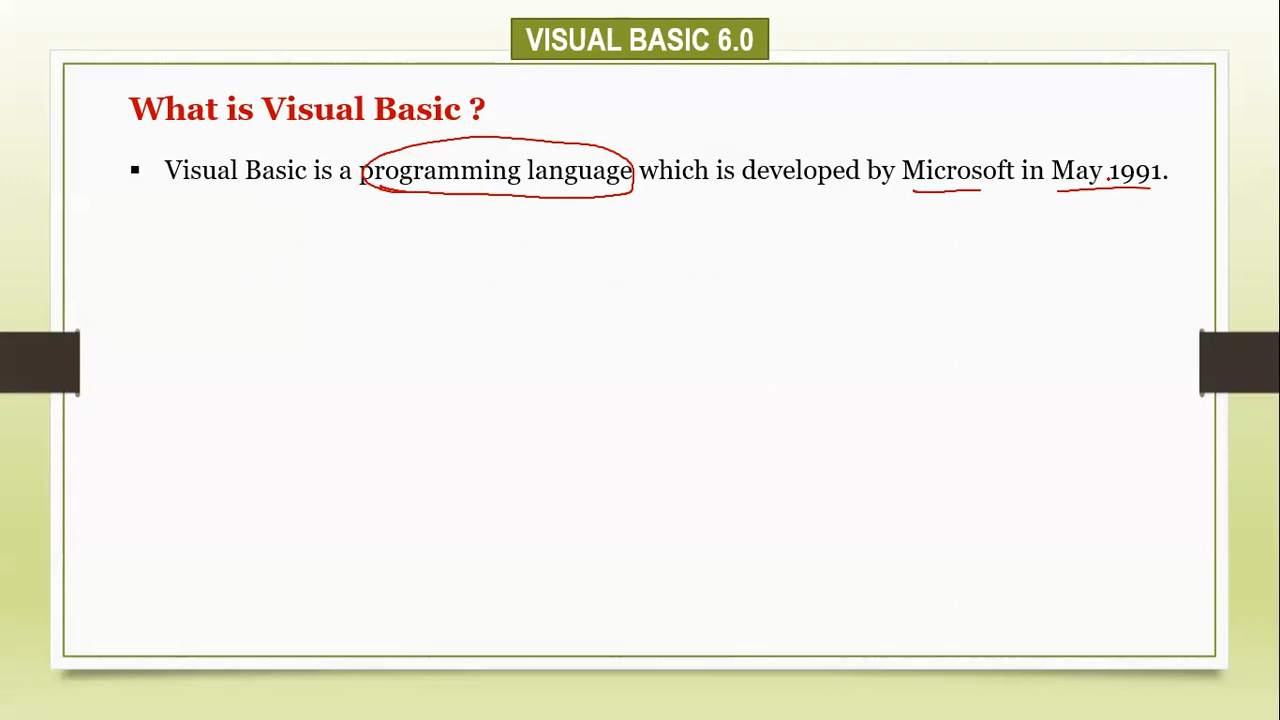 VISUAL BASIC 6.0
What is Visual Basic ?
▪ Visual Basic is a programming language which is developed by Microsoft in May 1991.